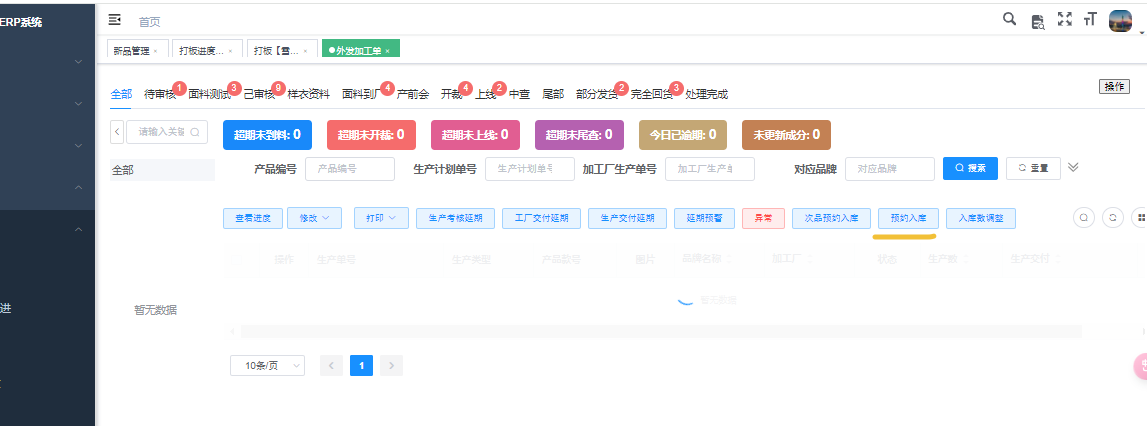 ERP系统
首页
新品管理 ×
打板进度... ×
打板【雪... ×
外发加工单 ×
全部
待审核 1
面料测试 3
已审核 9
样衣资料
面料到厂 4
产前会
开裁 4
上线 2
中查
尾部
部分发货 2
完全回货 3
处理完成
操作
请输入关键
超期未到料: 0
超期未开裁: 0
超期未上线: 0
超期未尾查: 0
今日已逾期: 0
未更新成分: 0
全部
产品编号 产品编号
生产计划单号 生产计划单号
加工厂生产单号 加工厂生产单
对应品牌 对应品牌
搜索
重置
查看进度
修改
打印
生产考核延期
工厂交付延期
生产交付延期
延期预警
异常
次品预约入库
预约入库
入库数调整
操作
生产单号
生产类型
产品款号
图片
品牌名称
加工厂
状态
生产数
生产交付
进
暂无数据
暂无数据
10条/页
1